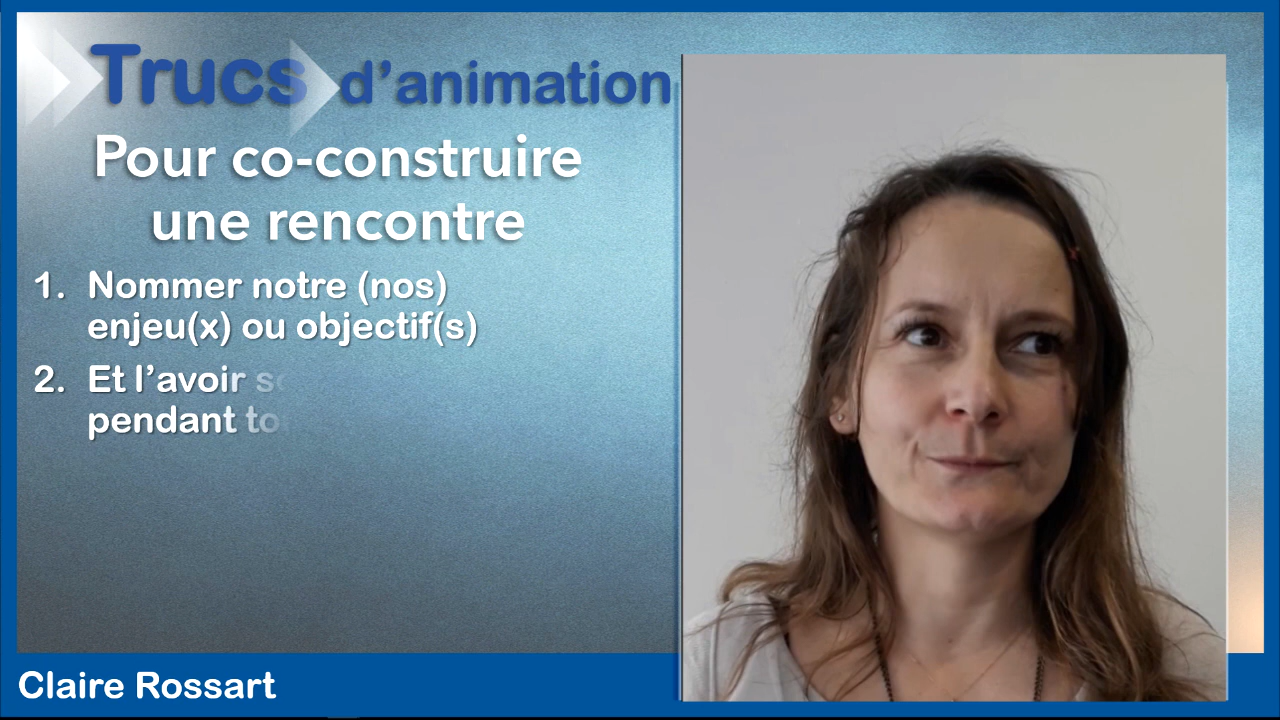 Trucs d’animation
Pour co-construire
une rencontre
1. Nommer notre (nos)
enjeu(x) ou objectif(s)
2. Et l’avoir
pendant
Claire Rossart